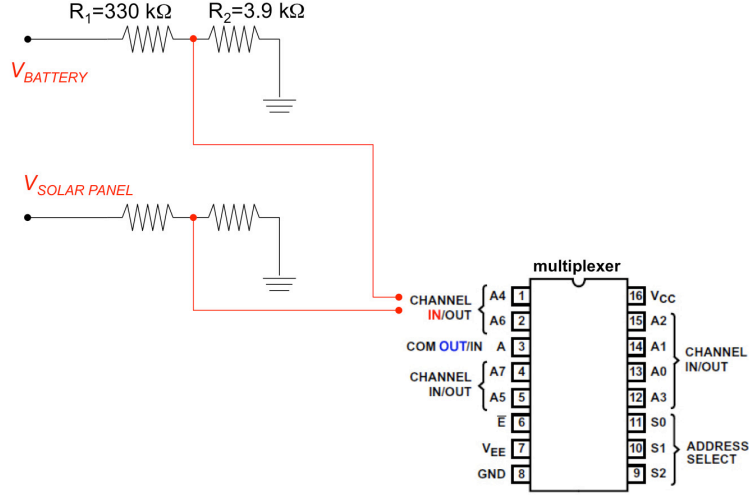 R1=330 kΩ R2=3.9 kΩ
VBATTERY
VSOLAR PANEL
multiplexer
CHANNEL
IN/OUT
A4 1
A6 2
COM OUT/IN A 3
CHANNEL
IN/OUT
A7 4
A5 5
E̅ 6
VEE 7
GND 8
16 VCC
15 A2
14 A1
13 A0
12 A3
CHANNEL
IN/OUT
11 S0
10 S1
9 S2
ADDRESS
SELECT